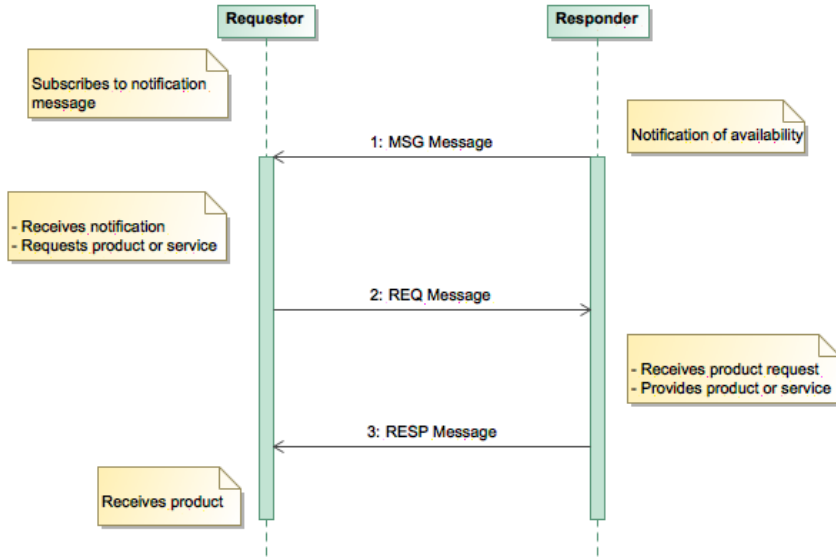 Requestor
Responder
Subscribes to notification
message
Notification of availability
1: MSG Message
- Receives notification
- Requests product or service
2: REQ Message
- Receives product request
- Provides product or service
3: RESP Message
Receives product